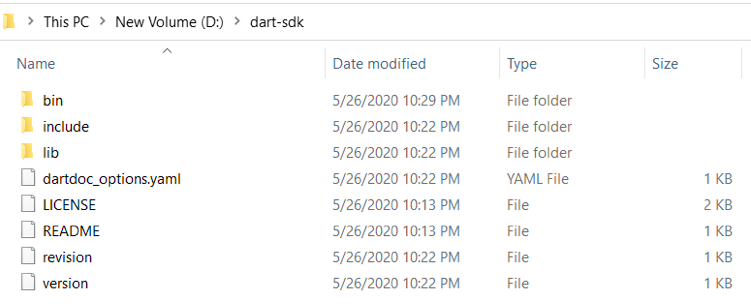 This PC > New Volume (D:) > dart-sdk
Name Date modified Type Size
bin 5/26/2020 10:29 PM File folder
include 5/26/2020 10:22 PM File folder
lib 5/26/2020 10:22 PM File folder
dartdoc_options.yaml 5/26/2020 10:22 PM YAML File 1 KB
LICENSE 5/26/2020 10:13 PM File 2 KB
README 5/26/2020 10:13 PM File 1 KB
revision 5/26/2020 10:22 PM File 1 KB
version 5/26/2020 10:22 PM File 1 KB